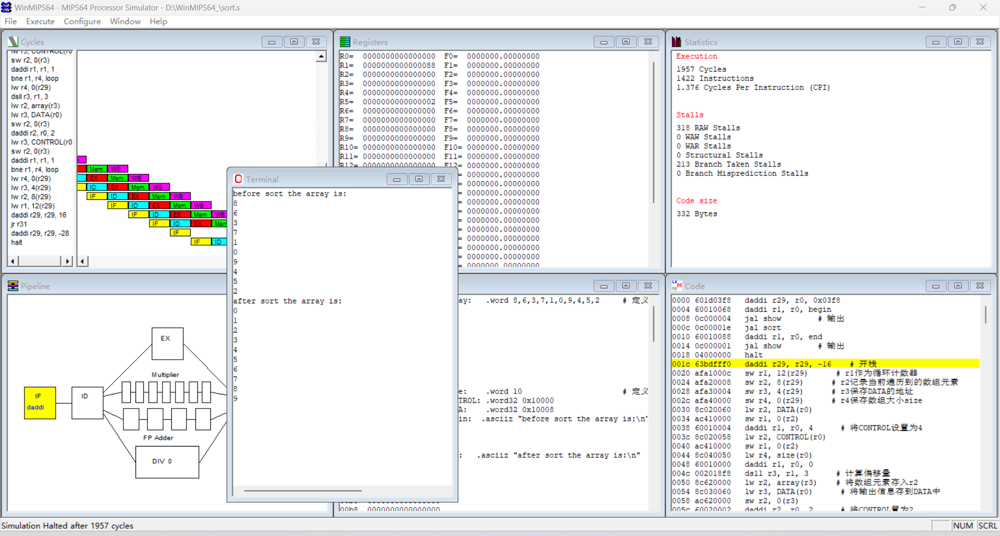 WinMIPS64 - MIPS64 Processor Simulator - D:\WinMIPS64_\sort.s
File Execute Configure Window Help
Cycles
lw r3, CONTROL(r0
sw r2, 0(r3)
daddi r1, r1, 1
bne r1, r4, loop
lw r4, 0(r29)
dsll r3, r1, 3
lw r2, array(r3)
lw r3, DATA(r0)
sw r2, 0(r3)
daddi r2, r0, 2
lw r3, CONTROL(r0
sw r2, 0(r3)
daddi r1, r1, 1
bne r1, r4, loop
lw r4, 0(r29)
lw r3, 4(r29)
lw r2, 8(r29)
lw r1, 12(r29)
daddi r29, r29, 16
jr r31
daddi r29, r29, -28
halt
Mem WB
EX Mem WB
ID EX Mem WB
IF ID EX Mem WB
IF ID EX Mem WB
IF ID EX Mem WB
IF ID EX Mem
IF
IF ID
Registers
R0= 0000000000000000 F0= 0000000.00000000
R1= 0000000000000088 F1= 0000000.00000000
R2= 0000000000000000 F2= 0000000.00000000
R3= 0000000000000000 F3= 0000000.00000000
R4= 0000000000000000 F4= 0000000.00000000
R5= 0000000000000002 F5= 0000000.00000000
R6= 0000000000000000 F6= 0000000.00000000
R7= 0000000000000000 F7= 0000000.00000000
R8= 0000000000000000 F8= 0000000.00000000
R9= 0000000000000000 F9= 0000000.00000000
R10= 0000000000000000 F10= 0000000.00000000
R11= 0000000000000000 F11= 0000000.00000000
R12= 0000000000000000 F12= 0000000.00000000
= 0000000.00000000
= 0000000.00000000
= 0000000.00000000
= 0000000.00000000
= 0000000.00000000
= 0000000.00000000
= 0000000.00000000
= 0000000.00000000
= 0000000.00000000
= 0000000.00000000
= 0000000.00000000
Statistics
Execution
1957 Cycles
1422 Instructions
1.376 Cycles Per Instruction (CPI)
Stalls
318 RAW Stalls
0 WAW Stalls
0 WAR Stalls
0 Structural Stalls
213 Branch Taken Stalls
0 Branch Misprediction Stalls
Code size
332 Bytes
Terminal
before sort the array is:
8
6
3
7
1
0
9
4
5
2
after sort the array is:
0
1
2
3
4
5
6
7
8
9
Pipeline
IF
daddi
ID
EX
Multiplier
FP Adder
DIV 0
ay: .word 8,6,3,7,1,0,9,4,5,2 # 定义
e: .word 10 # 定义
TROL: .word32 0x10000
A: .word32 0x10008
in: .asciiz "before sort the array is:\n"
: .asciiz "after sort the array is:\n"
00b8 0000000000000000
Code
0000 601d03f8 daddi r29, r0, 0x03f8
0004 60010068 daddi r1, r0, begin
0008 0c000004 jal show # 输出
000c 0c00001e jal sort
0010 60010088 daddi r1, r0, end
0014 0c000001 jal show # 输出
0018 04000000 halt
001c 63bdfff0 daddi r29, r29, -16 # 开栈
0020 afa1000c sw r1, 12(r29) # r1作为循环计数器
0024 afa20008 sw r2, 8(r29) # r2记录当前遍历到的数组元素
0028 afa30004 sw r3, 4(r29) # r3保存DATA的地址
002c afa40000 sw r4, 0(r29) # r4保存数组大小size
0030 8c020060 lw r2, DATA(r0)
0034 ac410000 sw r1, 0(r2)
0038 60010004 daddi r1, r0, 4 # 将CONTROL设置为4
003c 8c020058 lw r2, CONTROL(r0)
0040 ac410000 sw r1, 0(r2)
0044 8c040050 lw r4, size(r0)
0048 60010000 daddi r1, r0, 0
004c 002018f8 dsll r3, r1, 3 # 计算偏移量
0050 8c620000 lw r2, array(r3) # 将数组元素存入r2
0054 8c030060 lw r3, DATA(r0) # 将输出信息存到DATA中
0058 ac620000 sw r2, 0(r3)
005c 60020002 daddi r2, r0, 2 # 将CONTROL置为2
Simulation Halted after 1957 cycles
NUM SCRL